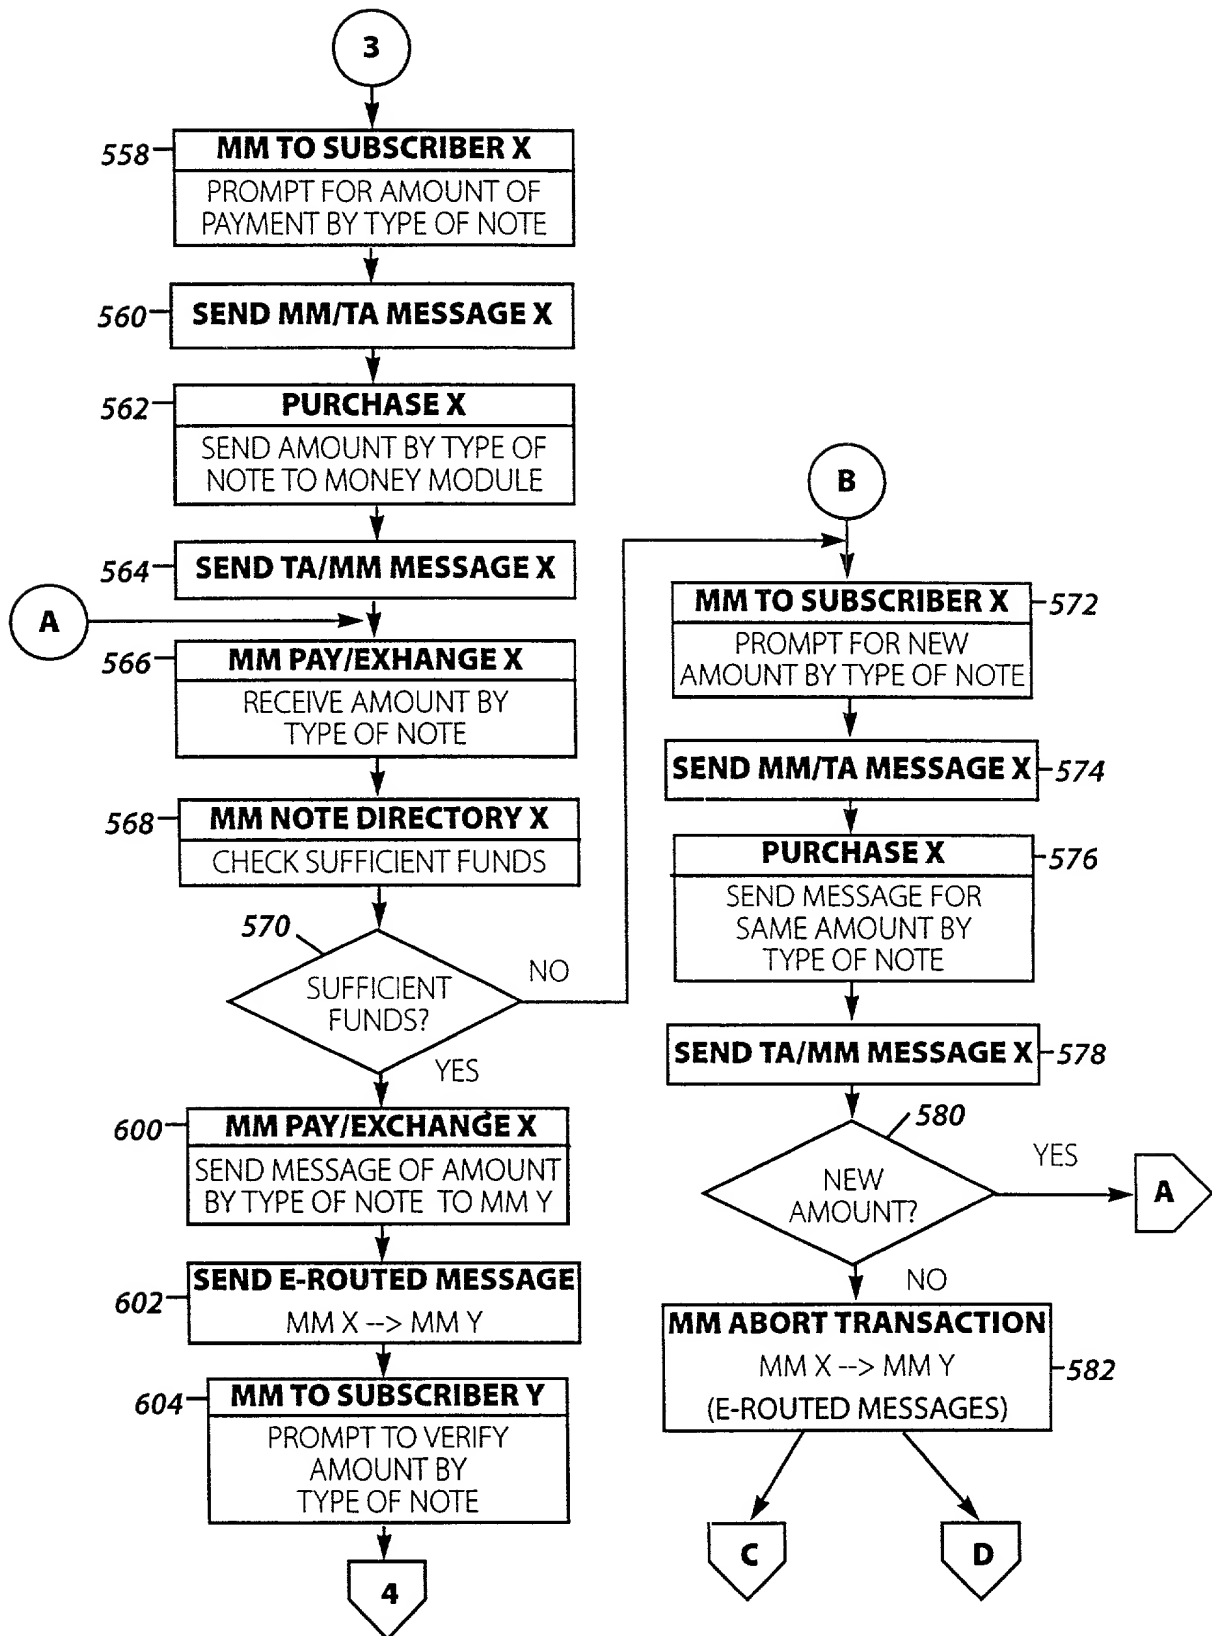 3
558
MM TO SUBSCRIBER X
PROMPT FOR AMOUNT OF
PAYMENT BY TYPE OF NOTE
560
SEND MM/TA MESSAGE X
562
PURCHASE X
SEND AMOUNT BY TYPE OF
NOTE TO MONEY MODULE
564
SEND TA/MM MESSAGE X
A
566
MM PAY/EXHANGE X
RECEIVE AMOUNT BY
TYPE OF NOTE
568
MM NOTE DIRECTORY X
CHECK SUFFICIENT FUNDS
570
SUFFICIENT
FUNDS?
NO
YES
600
MM PAY/EXCHANGE X
SEND MESSAGE OF AMOUNT
BY TYPE OF NOTE TO MM Y
602
SEND E-ROUTED MESSAGE
MM X --> MM Y
604
MM TO SUBSCRIBER Y
PROMPT TO VERIFY
AMOUNT BY
TYPE OF NOTE
4
B
MM TO SUBSCRIBER X
572
PROMPT FOR NEW
AMOUNT BY TYPE OF NOTE
SEND MM/TA MESSAGE X
574
PURCHASE X
576
SEND MESSAGE FOR
SAME AMOUNT BY
TYPE OF NOTE
SEND TA/MM MESSAGE X
578
580
NEW
AMOUNT?
YES
A
NO
MM ABORT TRANSACTION
MM X --> MM Y
582
(E-ROUTED MESSAGES)
C
D